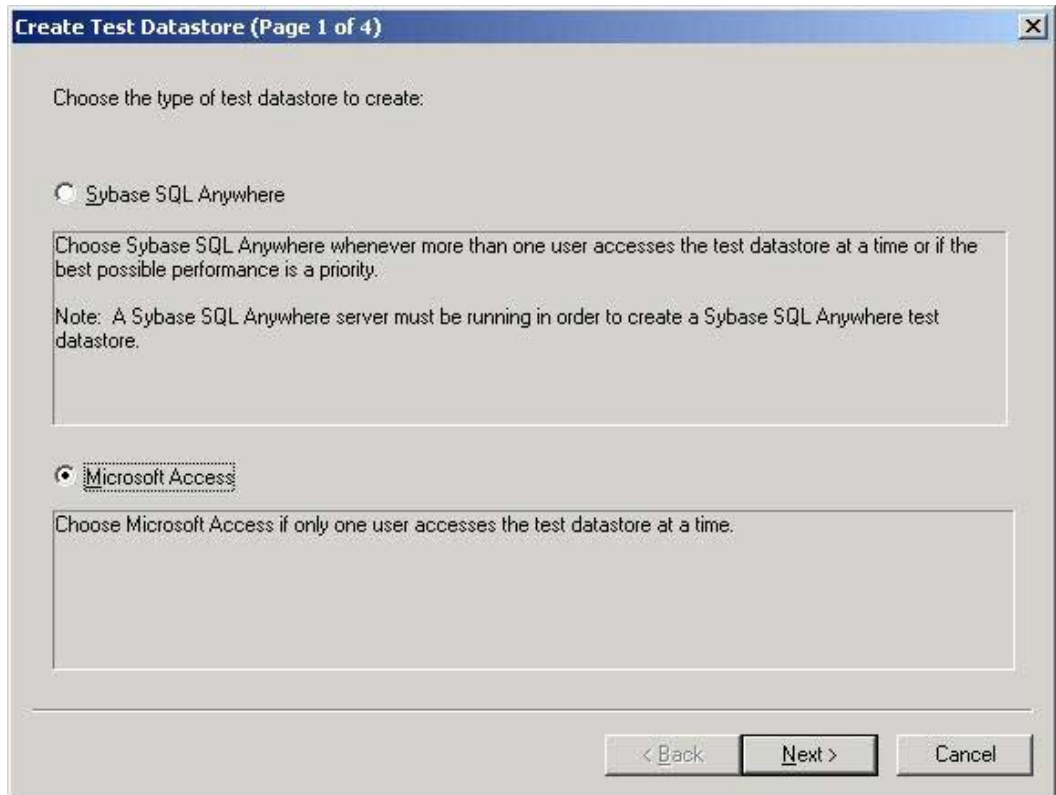 Create Test Datastore (Page 1 of 4)
Choose the type of test datastore to create:
Sybase SQL Anywhere
Choose Sybase SQL Anywhere whenever more than one user accesses the test datastore at a time or if the
best possible performance is a priority.
Note:  A Sybase SQL Anywhere server must be running in order to create a Sybase SQL Anywhere test
datastore.
Microsoft Access
Choose Microsoft Access if only one user accesses the test datastore at a time.
< Back
Next >
Cancel